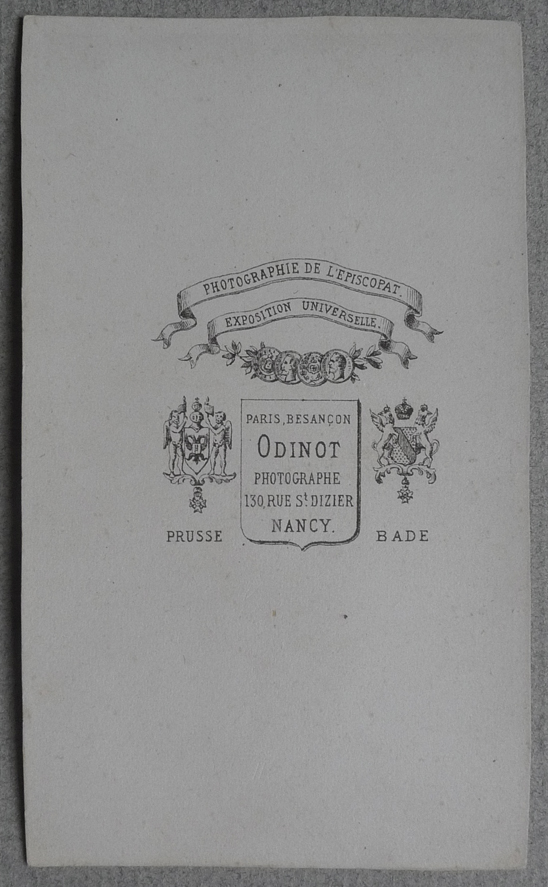 PHOTOGRAPHIE DE L'EPISCOPAT.
EXPOSITION UNIVERSELLE.
PARIS, BESANÇON
ODINOT
PHOTOGRAPHE
130, RUE St. DIZIER
NANCY.
PRUSSE
BADE